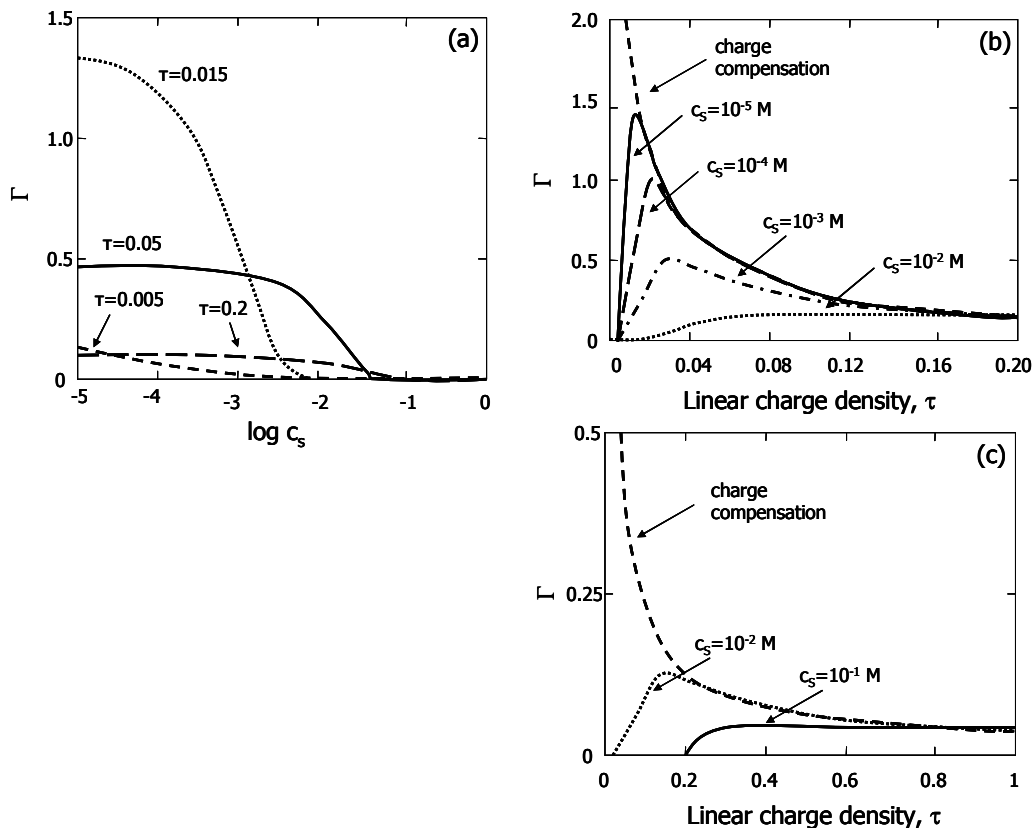 (a)
1.5
1.0
0.5
0
Γ
τ=0.015
τ=0.05
τ=0.005
τ=0.2
-5 -4 -3 -2 -1 0
log cₛ
(b)
2.0
1.5
1.0
0.5
0
Γ
charge
compensation
cₛ=10⁻⁵ M
cₛ=10⁻⁴ M
cₛ=10⁻³ M
cₛ=10⁻² M
0 0.04 0.08 0.12 0.16 0.20
Linear charge density, τ
(c)
0.5
0.25
0
Γ
charge
compensation
cₛ=10⁻² M
cₛ=10⁻¹ M
0 0.2 0.4 0.6 0.8 1
Linear charge density, τ